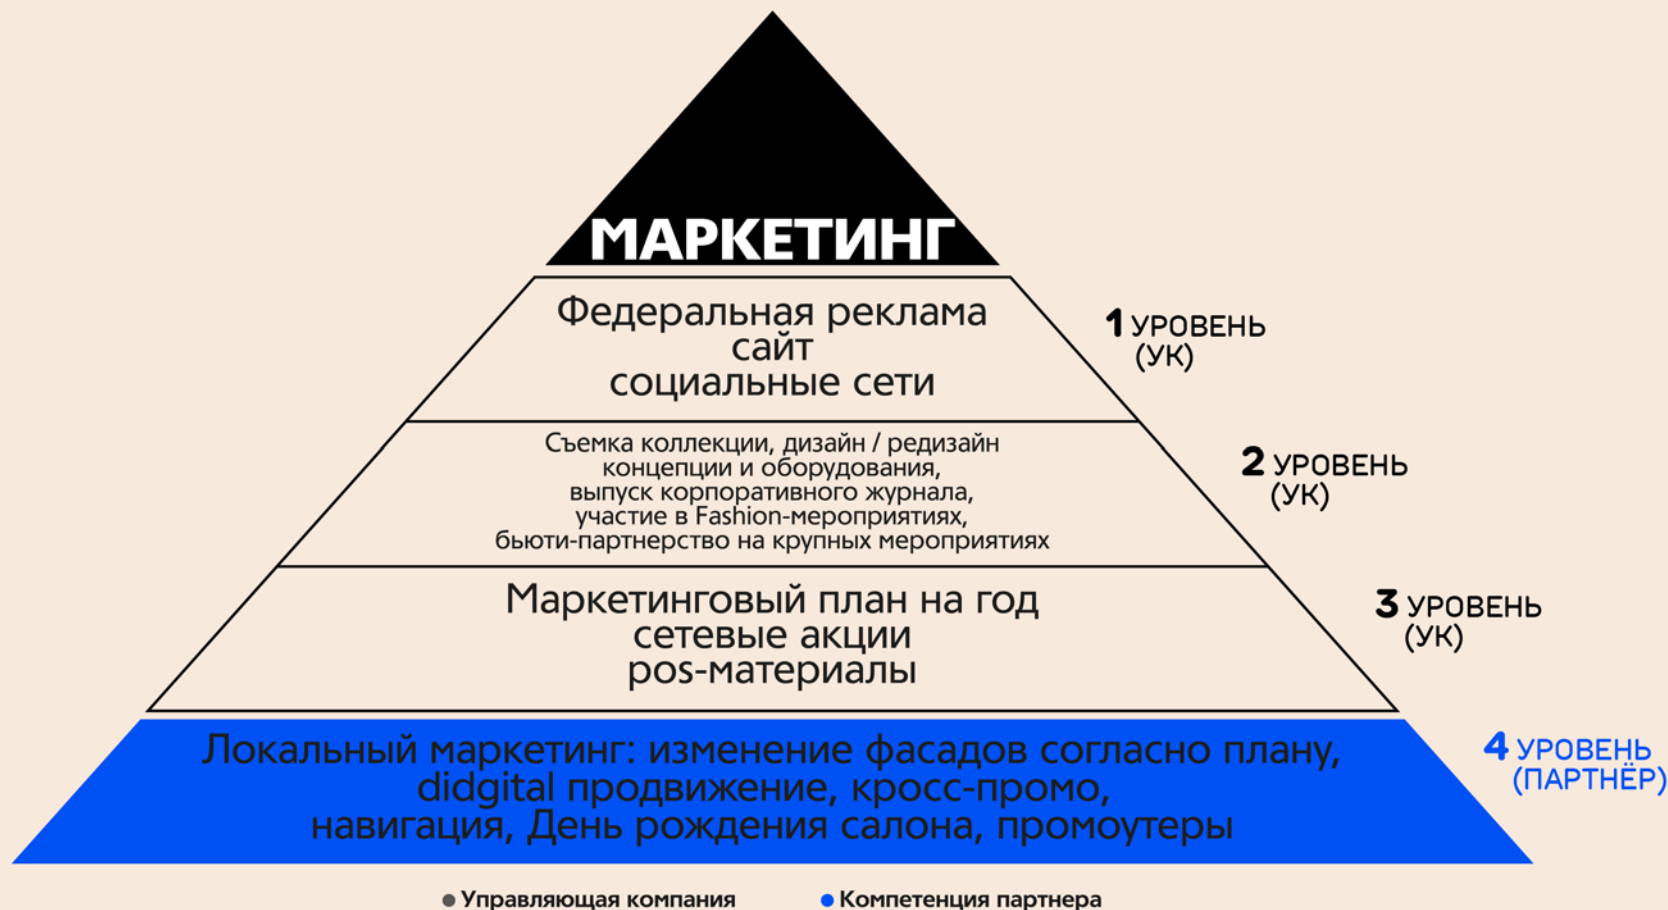 МАРКЕТИНГ
Федеральная реклама
сайт
социальные сети
1 УРОВЕНЬ
(УК)
Съемка коллекции, дизайн / редизайн
концепции и оборудования,
выпуск корпоративного журнала,
участие в Fashion-мероприятиях,
бьюти-партнерство на крупных мероприятиях
2 УРОВЕНЬ
(УК)
Маркетинговый план на год
сетевые акции
pos-материалы
3 УРОВЕНЬ
(УК)
Локальный маркетинг: изменение фасадов согласно плану,
didgital продвижение, кросс-промо,
навигация, День рождения салона, промоутеры
4 УРОВЕНЬ
(ПАРТНЁР)
Управляющая компания
Компетенция партнера